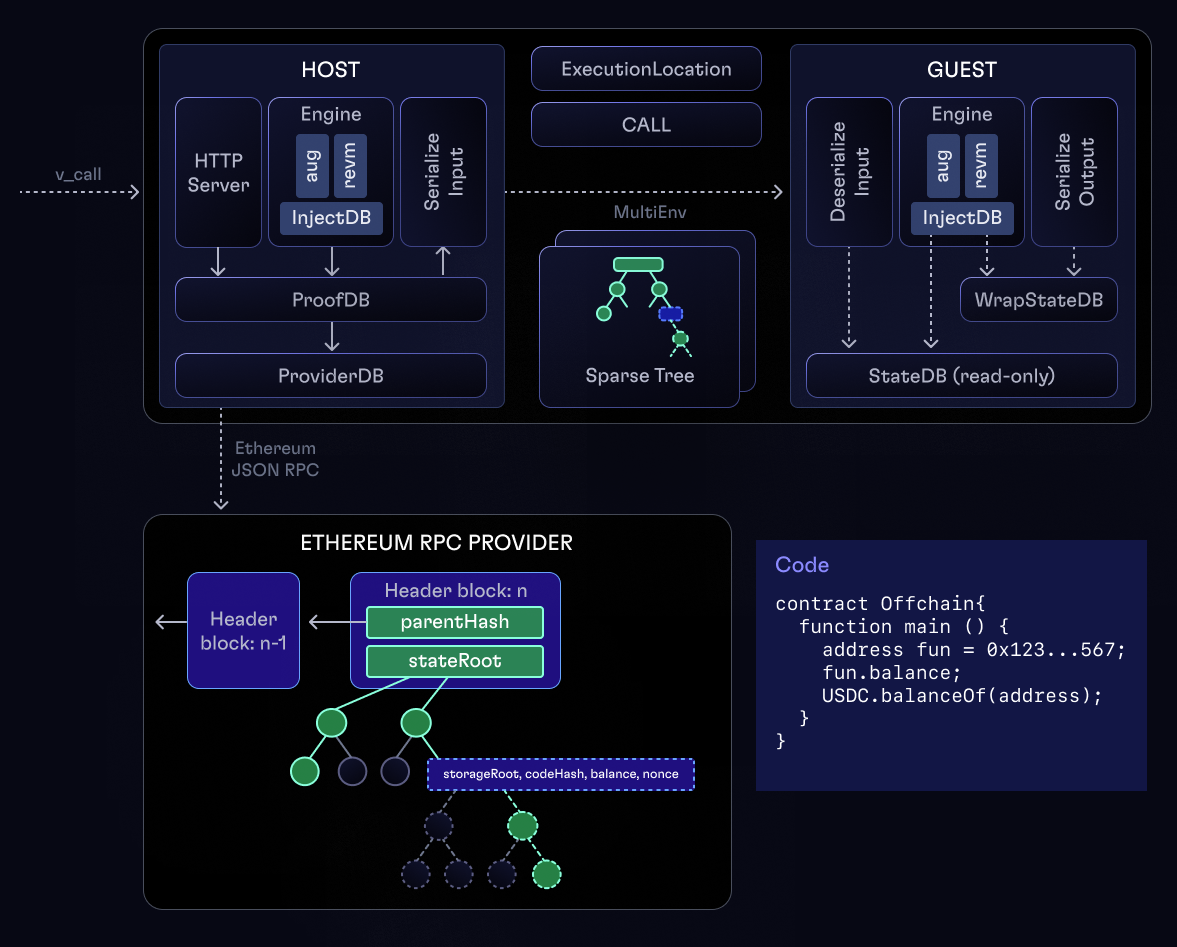 v_call
HOST
HTTP
Server
Engine
aug
revm
InjectDB
Serialize
Input
ProofDB
ProviderDB
ExecutionLocation
CALL
MultiEnv
Sparse Tree
GUEST
Deserialize
Input
Engine
aug
revm
InjectDB
Serialize
Output
WrapStateDB
StateDB (read-only)
Ethereum
JSON RPC
ETHEREUM RPC PROVIDER
Header
block: n-1
Header block: n
parentHash
stateRoot
storageRoot, codeHash, balance, nonce
Code
contract Offchain{
  function main () {
    address fun = 0x123...567;
    fun.balance;
    USDC.balanceOf(address);
  }
}